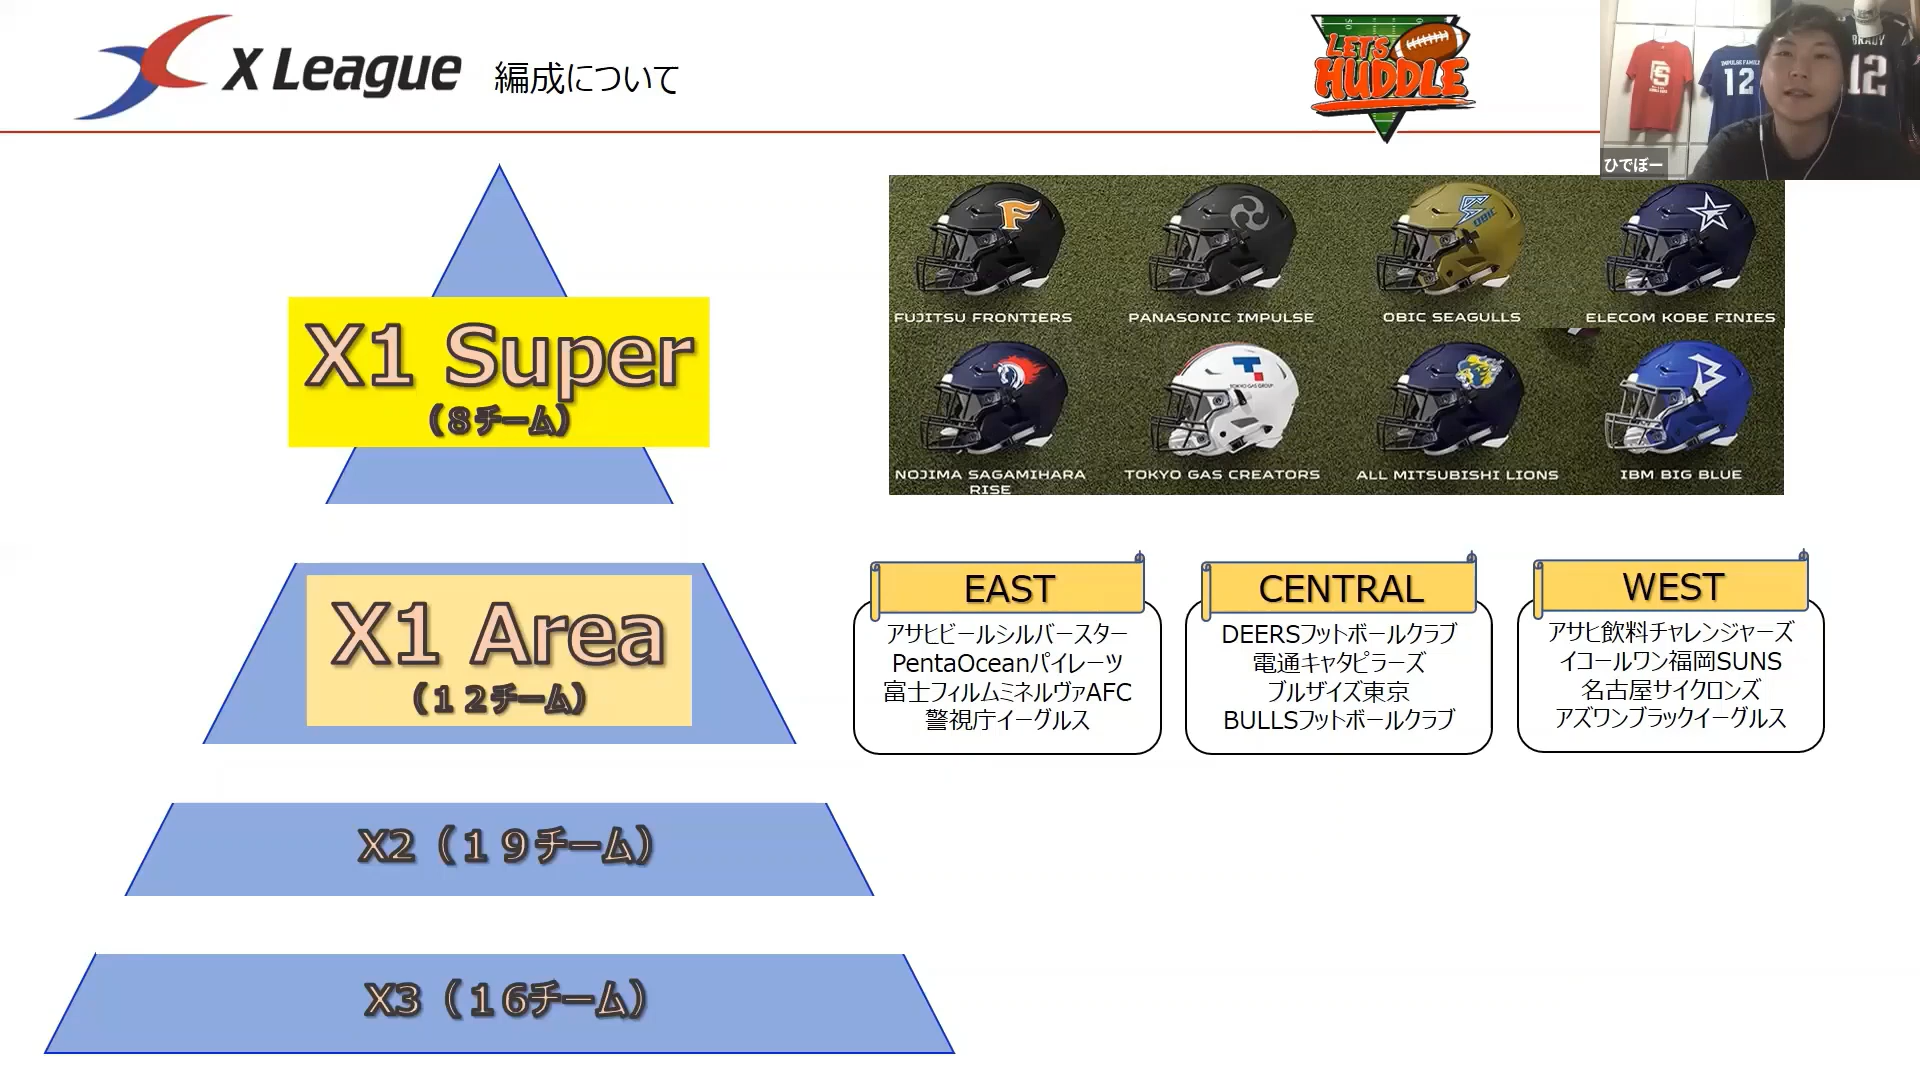 X League 編成について
LET'S
HUDDLE
IMPULSE FAMILY
12
BRADY
12
ひでぼー
X1 Super
（８チーム）
OBIC
FUJITSU FRONTIERS
PANASONIC IMPULSE
OBIC SEAGULLS
ELECOM KOBE FINIES
TOKYO GAS GROUP
NOJIMA SAGAMIHARA
RISE
TOKYO GAS CREATORS
ALL MITSUBISHI LIONS
IBM BIG BLUE
X1 Area
（１２チーム）
EAST
アサヒビールシルバースター
PentaOceanパイレーツ
富士フィルムミネルヴァAFC
警視庁イーグルス
CENTRAL
DEERSフットボールクラブ
電通キャタピラーズ
ブルザイズ東京
BULLSフットボールクラブ
WEST
アサヒ飲料チャレンジャーズ
イコールワン福岡SUNS
名古屋サイクロンズ
アズワンブラックイーグルス
X2（１９チーム）
X3（１６チーム）